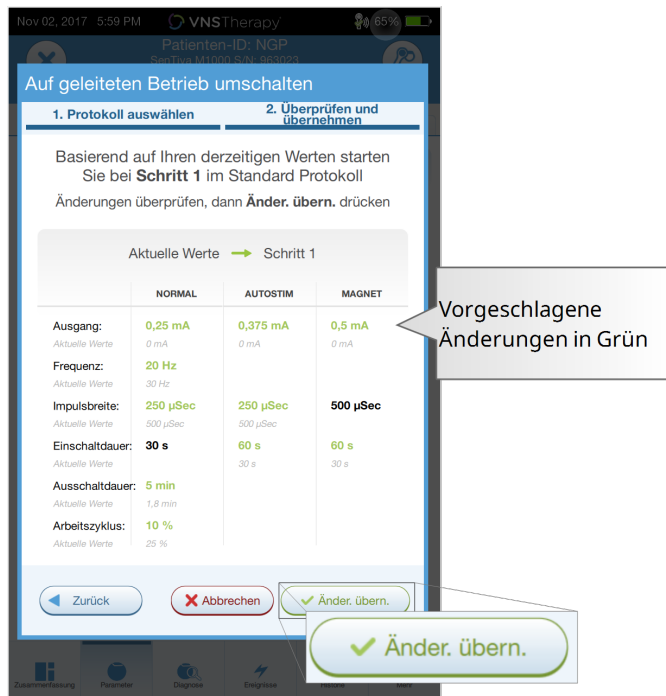 Nov 02, 2017 5:59 PM VNSTherapy 65%
Patienten-ID: NGP
SenTiva M1000 S/N: 963023
Auf geleiteten Betrieb umschalten
1. Protokoll auswählen
2. Überprüfen und
übernehmen
Basierend auf Ihren derzeitigen Werten starten
Sie bei Schritt 1 im Standard Protokoll
Änderungen überprüfen, dann Änder. übern. drücken
Aktuelle Werte → Schritt 1
NORMAL AUTOSTIM MAGNET
Ausgang: 0,25 mA 0,375 mA 0,5 mA
Aktuelle Werte 0 mA 0 mA 0 mA
Frequenz: 20 Hz
Aktuelle Werte 30 Hz
Impulsbreite: 250 µSec 250 µSec 500 µSec
Aktuelle Werte 500 µSec 500 µSec
Einschaltdauer: 30 s 60 s 60 s
Aktuelle Werte 30 s 30 s
Ausschaltdauer: 5 min
Aktuelle Werte 1,8 min
Arbeitszyklus: 10 %
Aktuelle Werte 25 %
Vorgeschlagene
Änderungen in Grün
Zurück Abbrechen Änder. übern.
Änder. übern.
Zusammenfassung Parameter Diagnose Ereignisse